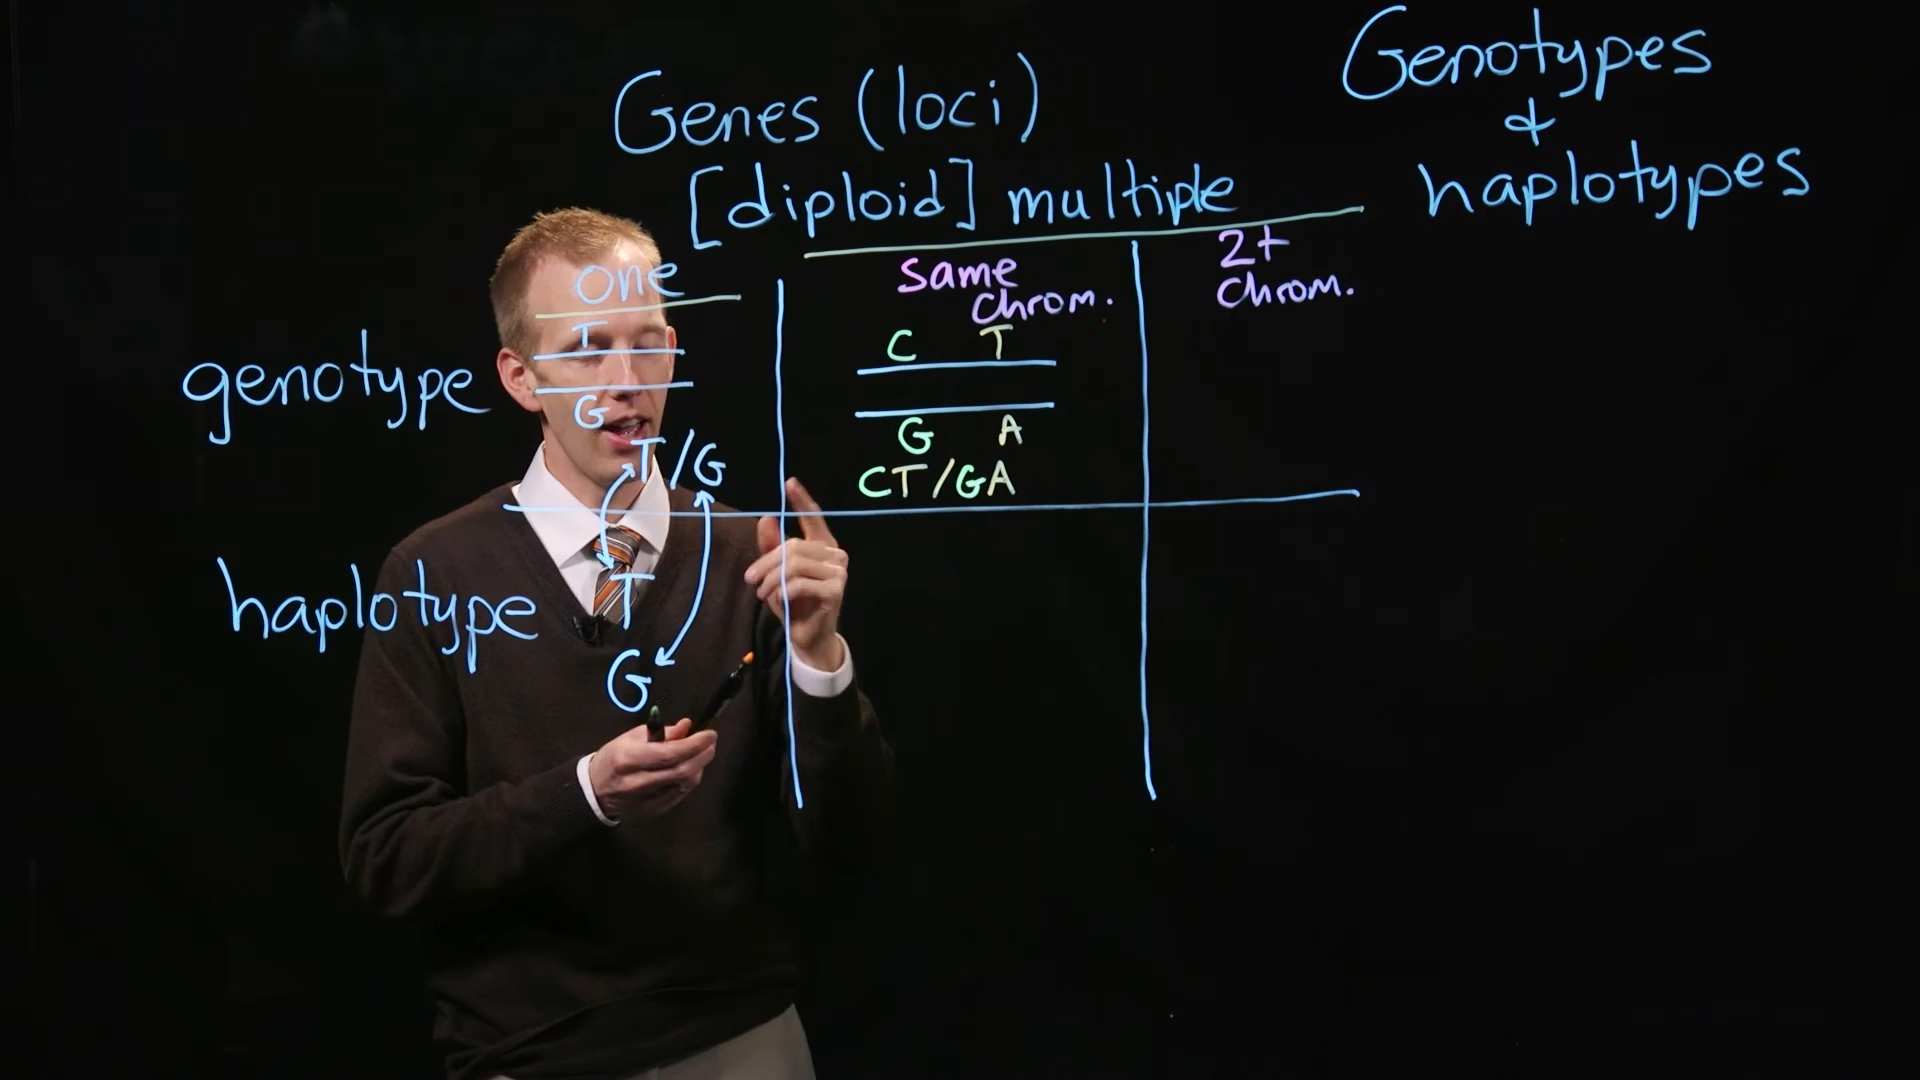 Genotypes
&
haplotypes
Genes (loci)
[diploid] multiple
one
same
chrom.
2+
chrom.
genotype
T
G
T/G
C T
G A
CT/GA
haplotype
T
G